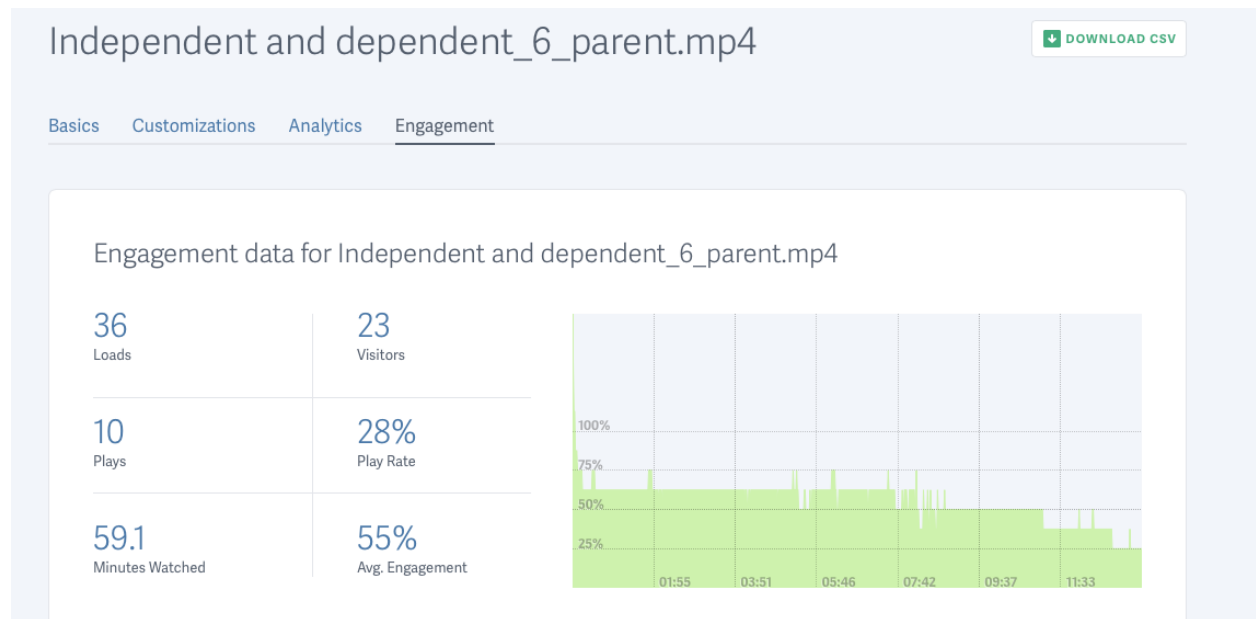 Independent and dependent_6_parent.mp4
DOWNLOAD CSV
Basics Customizations Analytics Engagement
Engagement data for Independent and dependent_6_parent.mp4
36
Loads
23
Visitors
10
Plays
28%
Play Rate
59.1
Minutes Watched
55%
Avg. Engagement
100%
75%
50%
25%
01:55 03:51 05:46 07:42 09:37 11:33